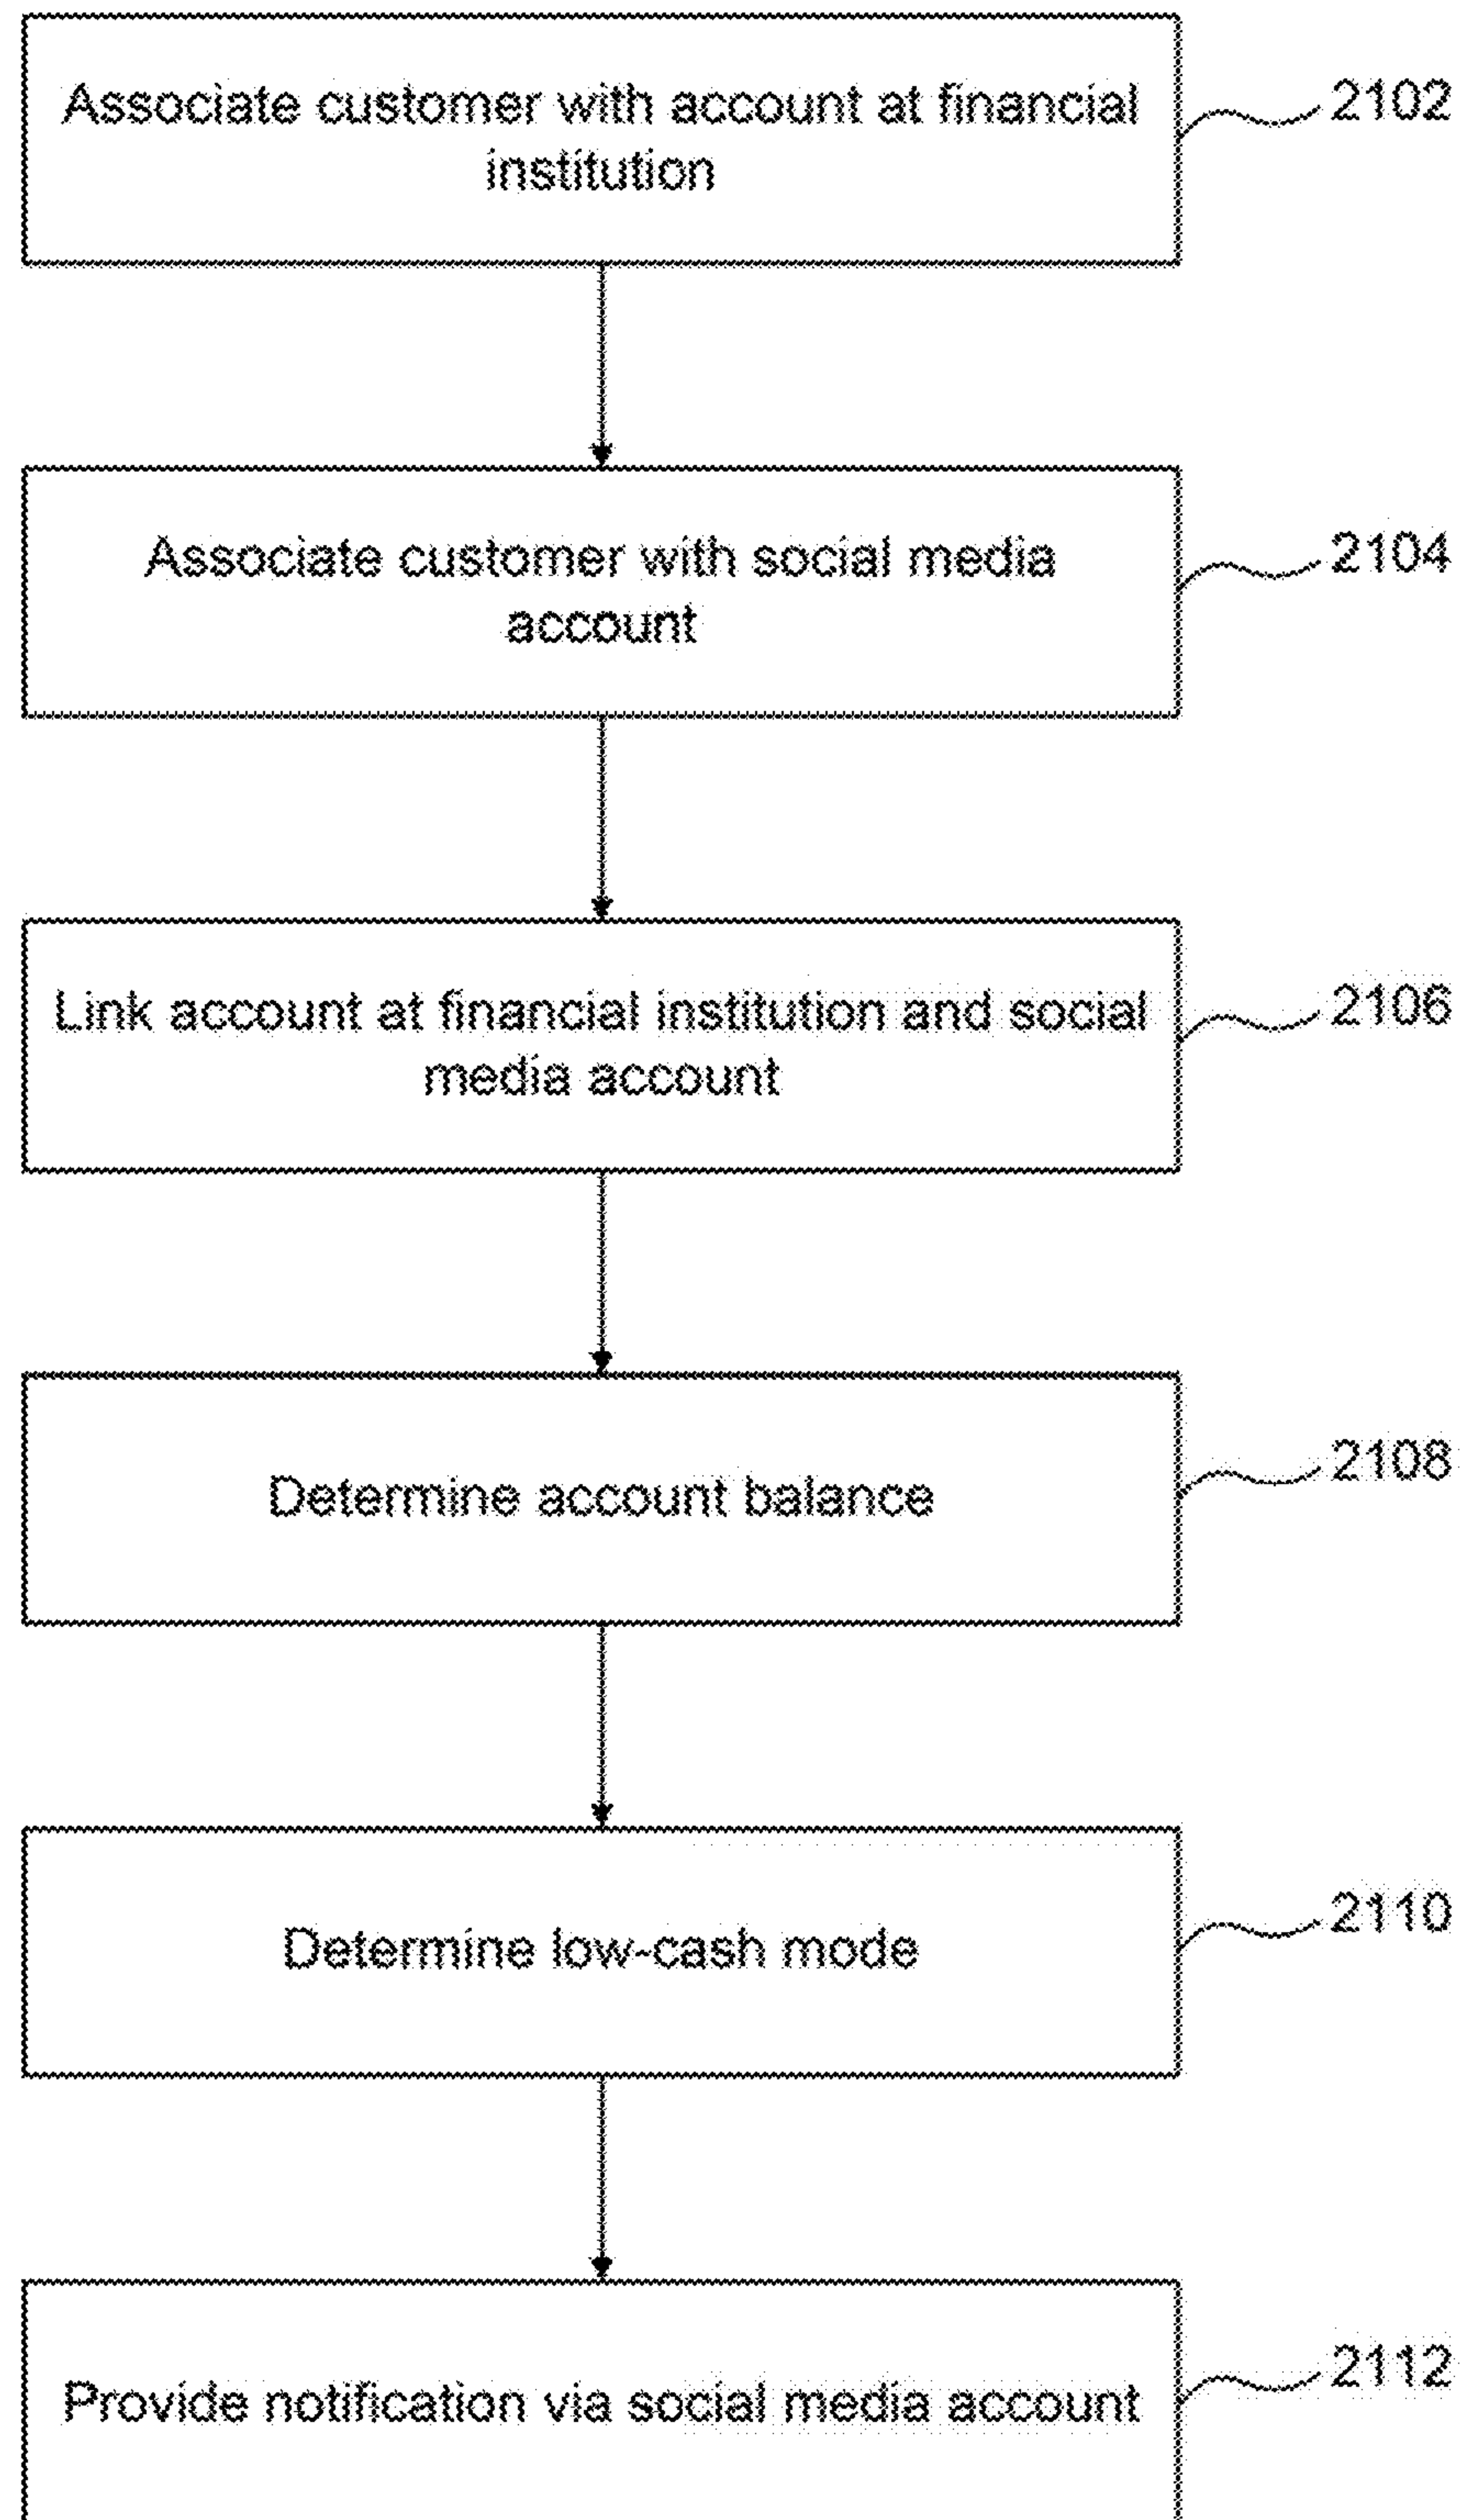 Associate customer with account at financial
institution
2102
Associate customer with social media
account
2104
Link account at financial institution and social
media account
2106
Determine account balance
2108
Determine low-cash mode
2110
Provide notification via social media account
2112